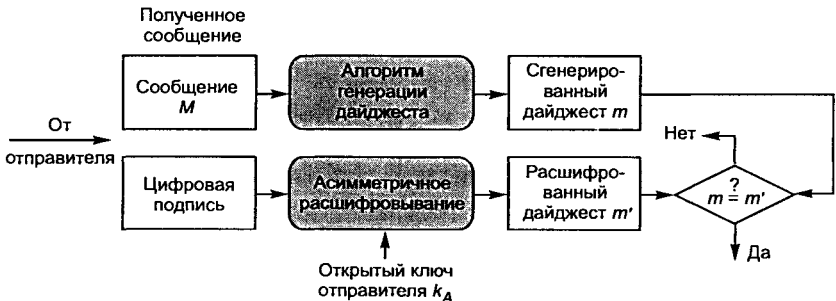 Полученное
сообщение
Сообщение
M
Алгоритм
генерации
дайджеста
Сгенериро-
ванный
дайджест m
От
отправителя
Нет
Цифровая
подпись
Асимметричное
расшифровывание
Расшифро-
ванный
дайджест m'
?
m = m'
Да
Открытый ключ
отправителя kA